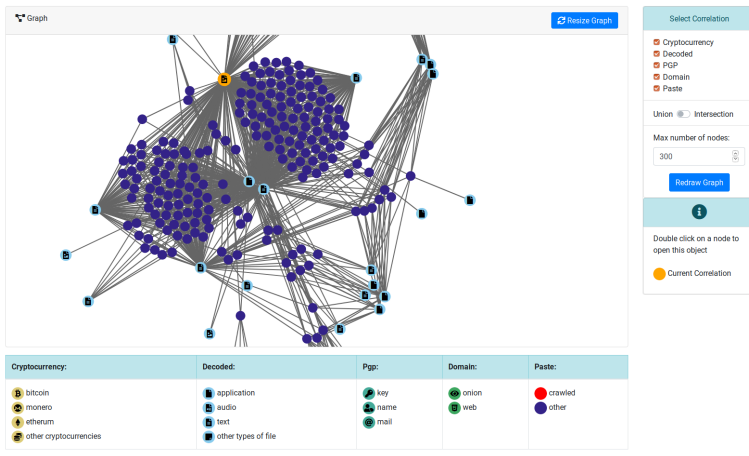 Graph
Resize Graph
Select Correlation
Cryptocurrency
Decoded
PGP
Domain
Paste
Union Intersection
Max number of nodes:
300
Redraw Graph
Double click on a node to
open this object
Current Correlation
Cryptocurrency: Decoded: Pgp: Domain: Paste:
bitcoin application key onion crawled
monero audio name web other
etherum text mail
other cryptocurrencies other types of file